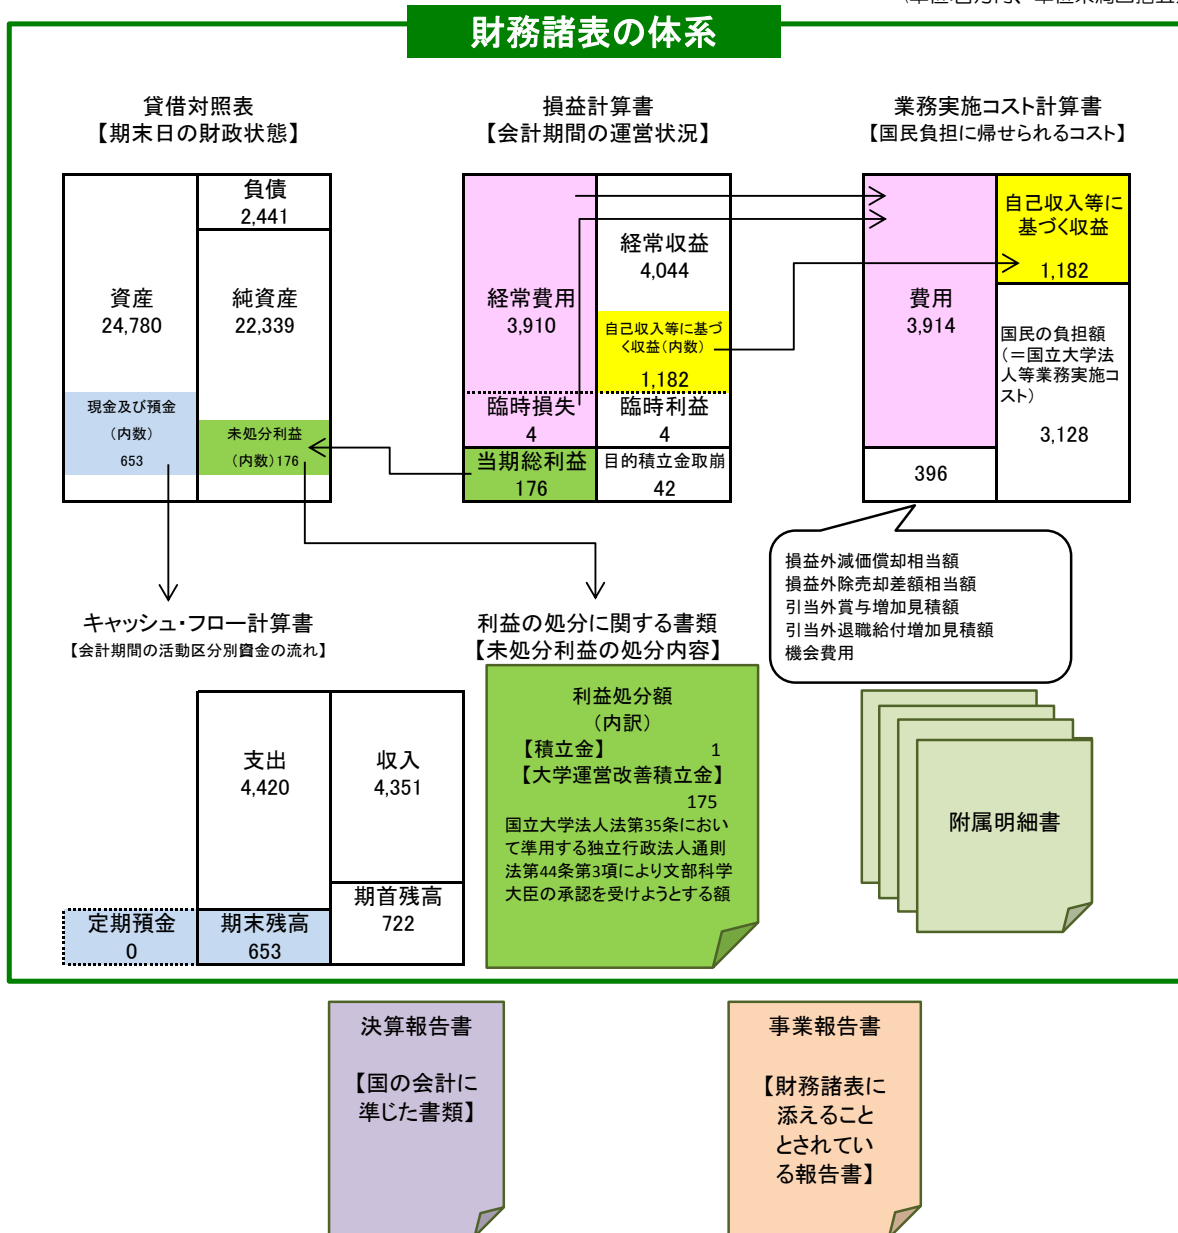 財務諸表の体系
貸借対照表
【期末日の財政状態】
損益計算書
【会計期間の運営状況】
業務実施コスト計算書
【国民負担に帰せられるコスト】
負債
2,441
資産
24,780
純資産
22,339
現金及び預金
（内数）
653
未処分利益
（内数）176
経常費用
3,910
経常収益
4,044
自己収入等に基づ
く収益（内数）
1,182
臨時損失
4
臨時利益
4
当期総利益
176
目的積立金取崩
42
費用
3,914
396
自己収入等に
基づく収益
1,182
国民の負担額
（＝国立大学法
人等業務実施コ
スト）
3,128
損益外減価償却相当額
損益外除売却差額相当額
引当外賞与増加見積額
引当外退職給付増加見積額
機会費用
キャッシュ・フロー計算書
【会計期間の活動区分別資金の流れ】
支出
4,420
収入
4,351
期首残高
722
定期預金
0
期末残高
653
利益の処分に関する書類
【未処分利益の処分内容】
利益処分額
（内訳）
【積立金】 1
【大学運営改善積立金】
175
国立大学法人法第35条におい
て準用する独立行政法人通則
法第44条第3項により文部科学
大臣の承認を受けようとする額
附属明細書
決算報告書
【国の会計に
準じた書類】
事業報告書
【財務諸表に
添えること
とされてい
る報告書】